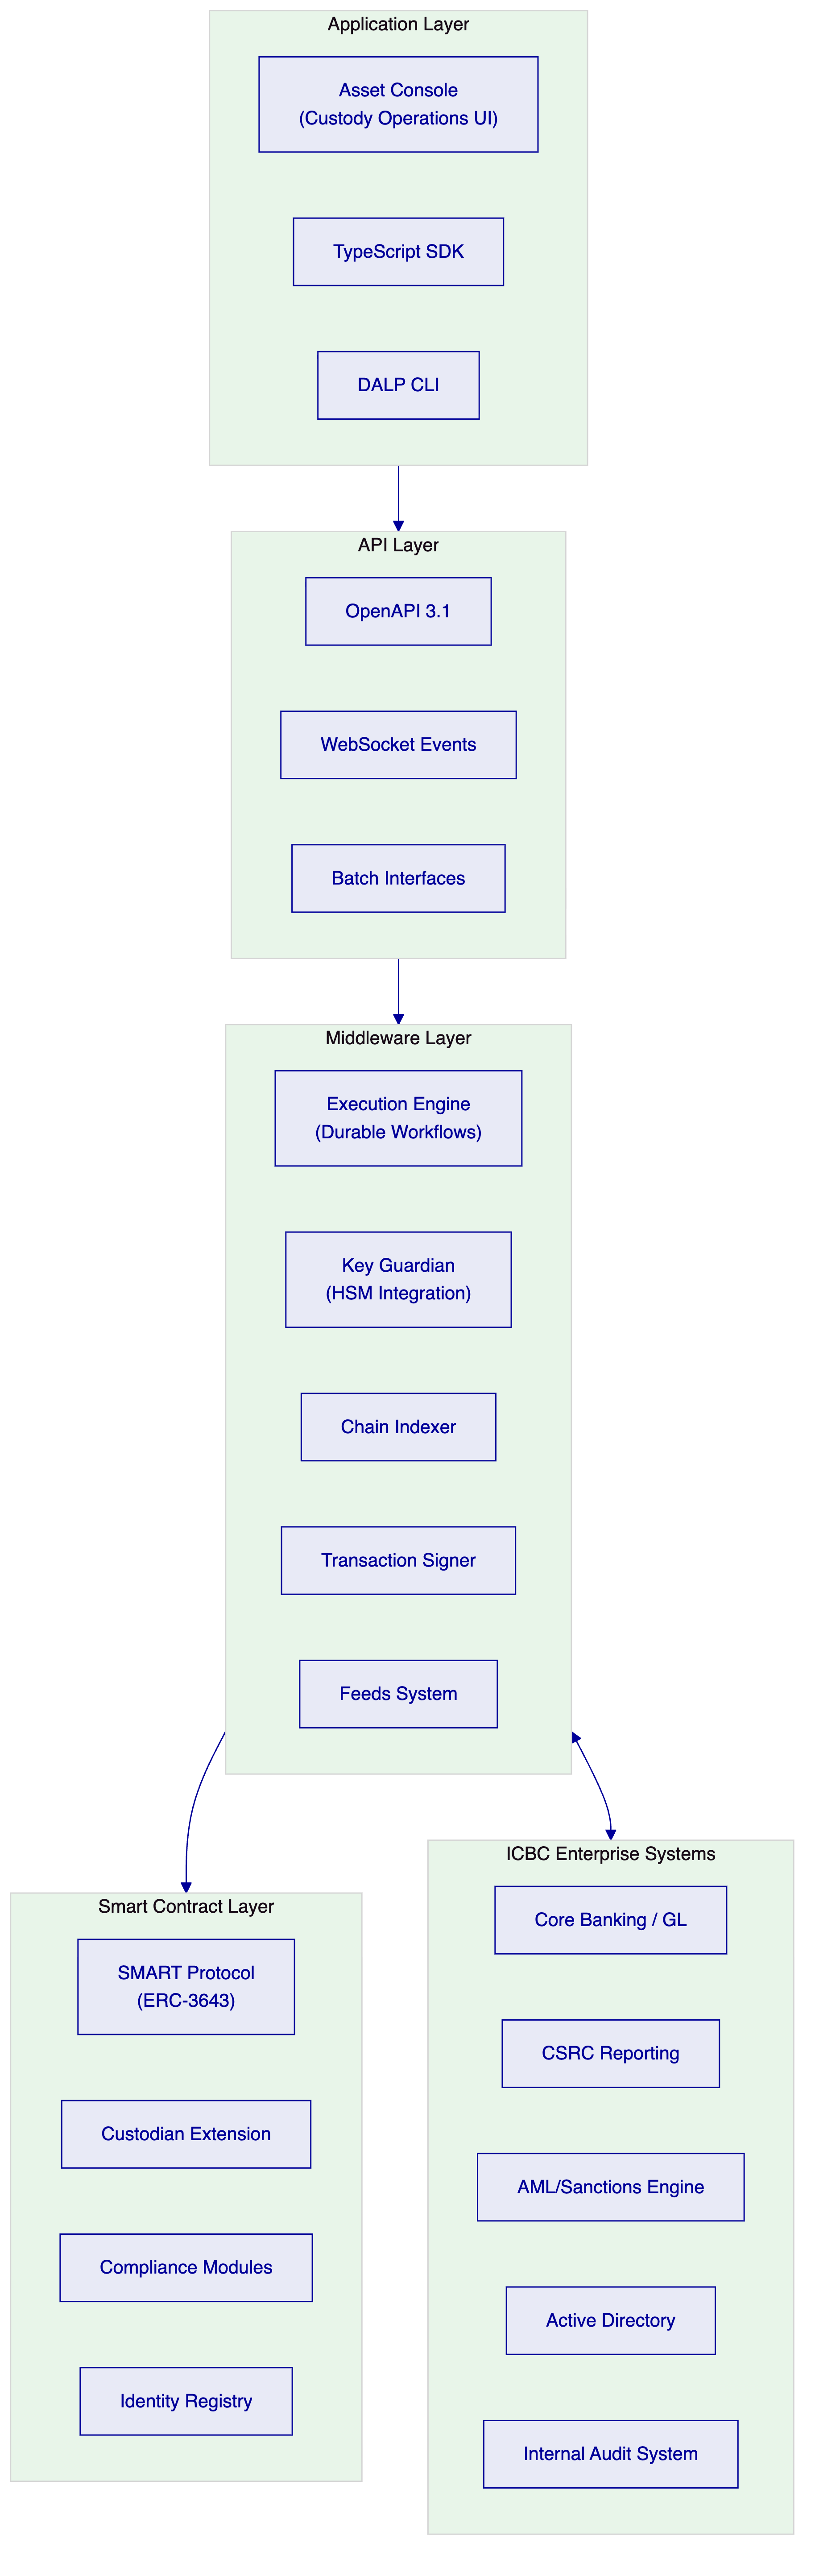 Application Layer
Asset Console
(Custody Operations UI)
TypeScript SDK
DALP CLI
API Layer
OpenAPI 3.1
WebSocket Events
Batch Interfaces
Middleware Layer
Execution Engine
(Durable Workflows)
Key Guardian
(HSM Integration)
Chain Indexer
Transaction Signer
Feeds System
Smart Contract Layer
SMART Protocol
(ERC-3643)
Custodian Extension
Compliance Modules
Identity Registry
ICBC Enterprise Systems
Core Banking / GL
CSRC Reporting
AML/Sanctions Engine
Active Directory
Internal Audit System